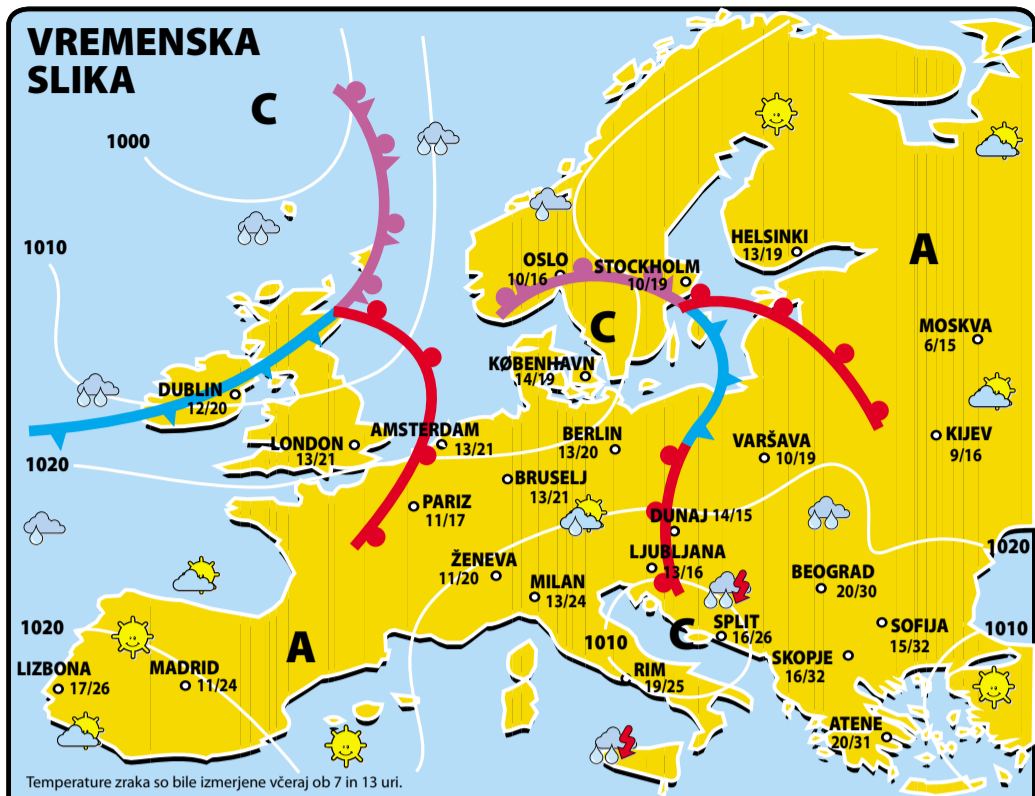 VREMENSKA
SLIKA
C
1000
1010
HELSINKI
13/19
A
OSLO
10/16
STOCKHOLM
10/19
C
MOSKVA
6/15
KØBENHAVN
14/19
DUBLIN
12/20
LONDON
13/21
AMSTERDAM
13/21
BERLIN
13/20
VARŠAVA
10/19
KIJEV
9/16
1020
BRUSELJ
13/21
PARIZ
11/17
DUNAJ 14/15
LJUBLJANA
13/16
1020
ŽENEVA
11/20
MILAN
13/24
BEOGRAD
20/30
1020
A
1010
C
SPLIT
16/26
SOFIJA
15/32
1010
LIZBONA
17/26
MADRID
11/24
RIM
19/25
SKOPJE
16/32
ATENE
20/31
Temperature zraka so bile izmerjene včeraj ob 7 in 13 uri.